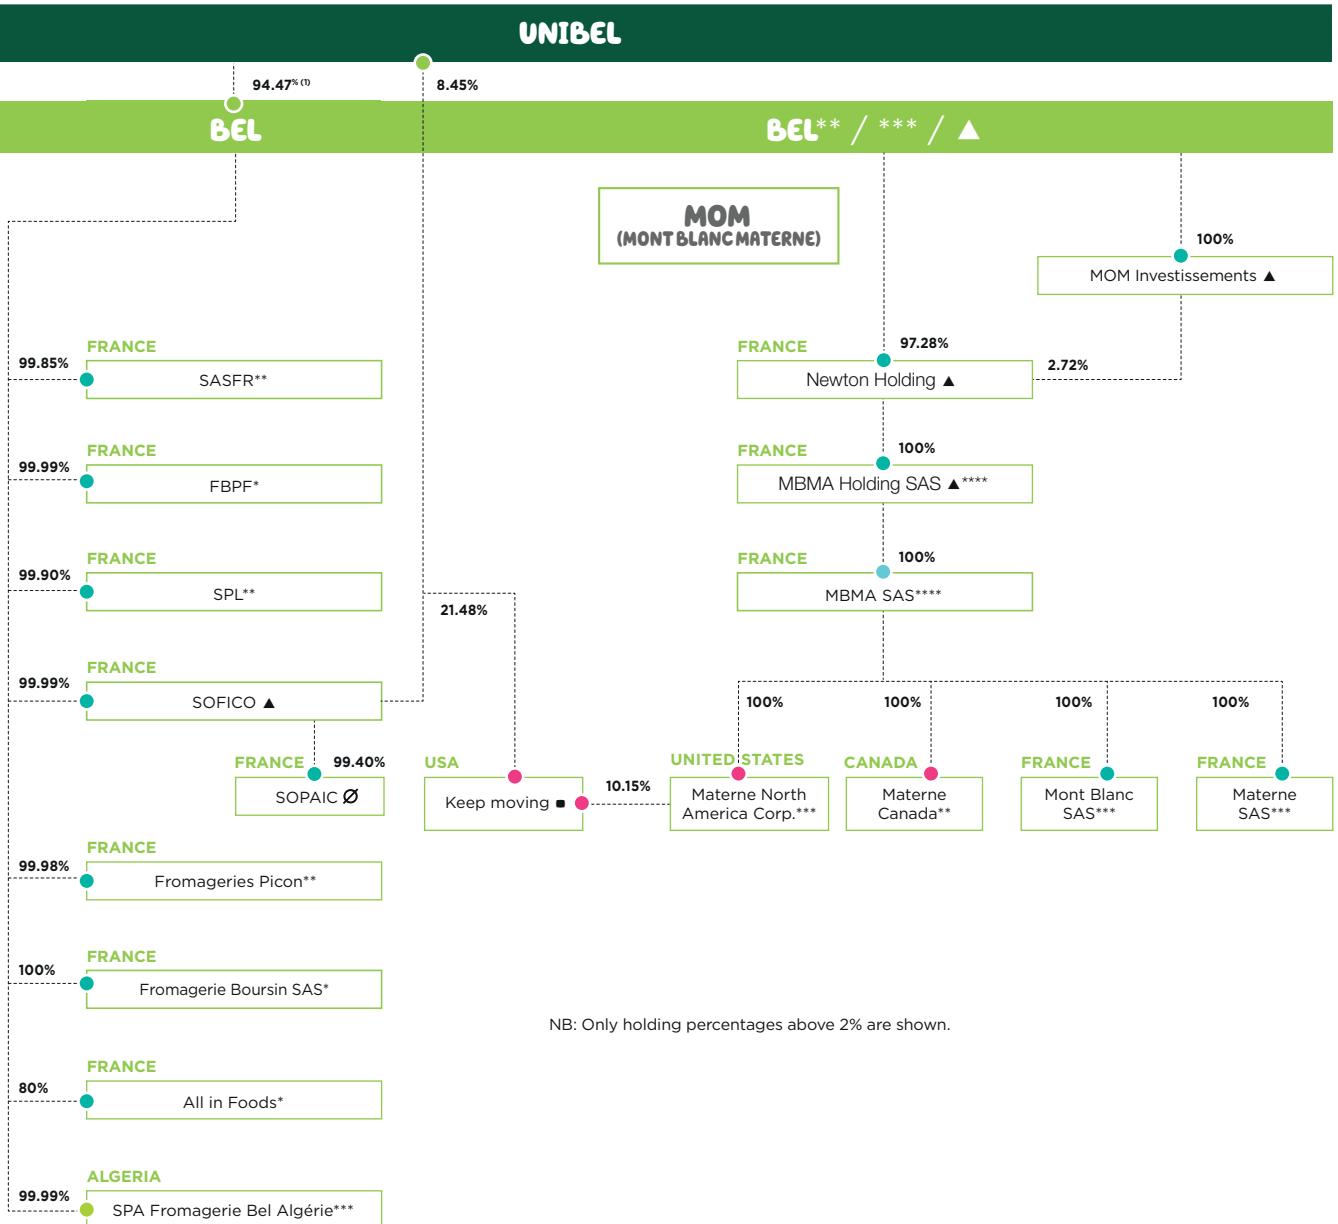 UNIBEL
94.47% (1)
8.45%
BEL
BEL** / *** / ▲
MOM
(MONT BLANC MATERNE)
100%
MOM Investissements ▲
FRANCE
99.85%
SASFR**
FRANCE
97.28%
Newton Holding ▲
2.72%
FRANCE
99.99%
FBPF*
FRANCE
100%
MBMA Holding SAS ▲****
FRANCE
99.90%
SPL**
FRANCE
100%
MBMA SAS****
21.48%
FRANCE
99.99%
SOFICO ▲
100%
100%
100%
100%
FRANCE
99.40%
SOPAIC Ø
USA
Keep moving ■
10.15%
UNITED STATES
Materne North
America Corp.***
CANADA
Materne
Canada**
FRANCE
Mont Blanc
SAS***
FRANCE
Materne
SAS***
FRANCE
99.98%
Fromageries Picon**
FRANCE
100%
Fromagerie Boursin SAS*
NB: Only holding percentages above 2% are shown.
FRANCE
80%
All in Foods*
ALGERIA
99.99%
SPA Fromagerie Bel Algérie***